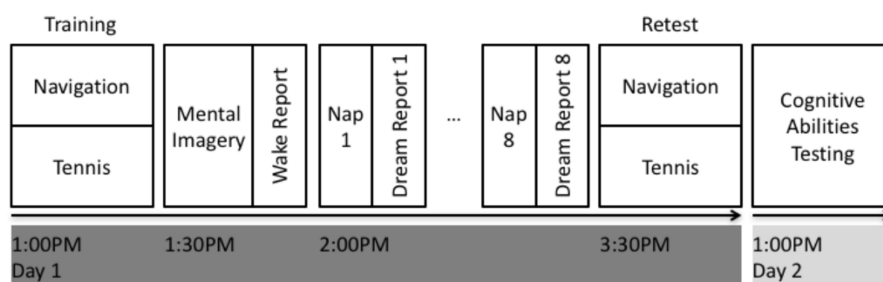 Training
Retest
Navigation
Tennis
Mental
Imagery
Wake Report
Nap
1
Dream Report 1
...
Nap
8
Dream Report 8
Navigation
Tennis
Cognitive
Abilities
Testing
1:00PM
Day 1
1:30PM
2:00PM
3:30PM
1:00PM
Day 2